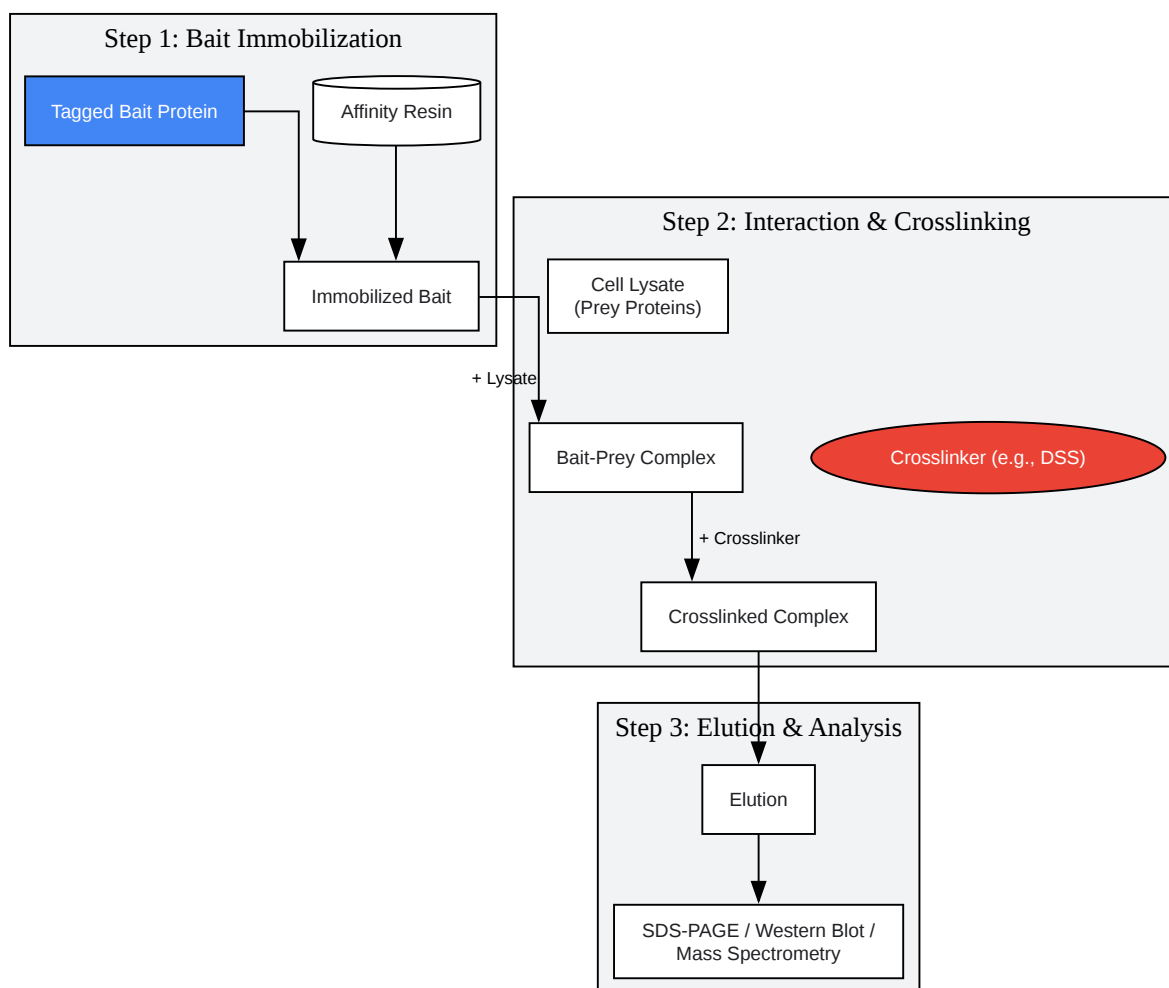 Step 1: Bait Immobilization
Tagged Bait Protein
Affinity Resin
Immobilized Bait
Step 2: Interaction & Crosslinking
Cell Lysate
(Prey Proteins)
+ Lysate
Bait-Prey Complex
Crosslinker (e.g., DSS)
+ Crosslinker
Crosslinked Complex
Step 3: Elution & Analysis
Elution
SDS-PAGE / Western Blot /
Mass Spectrometry